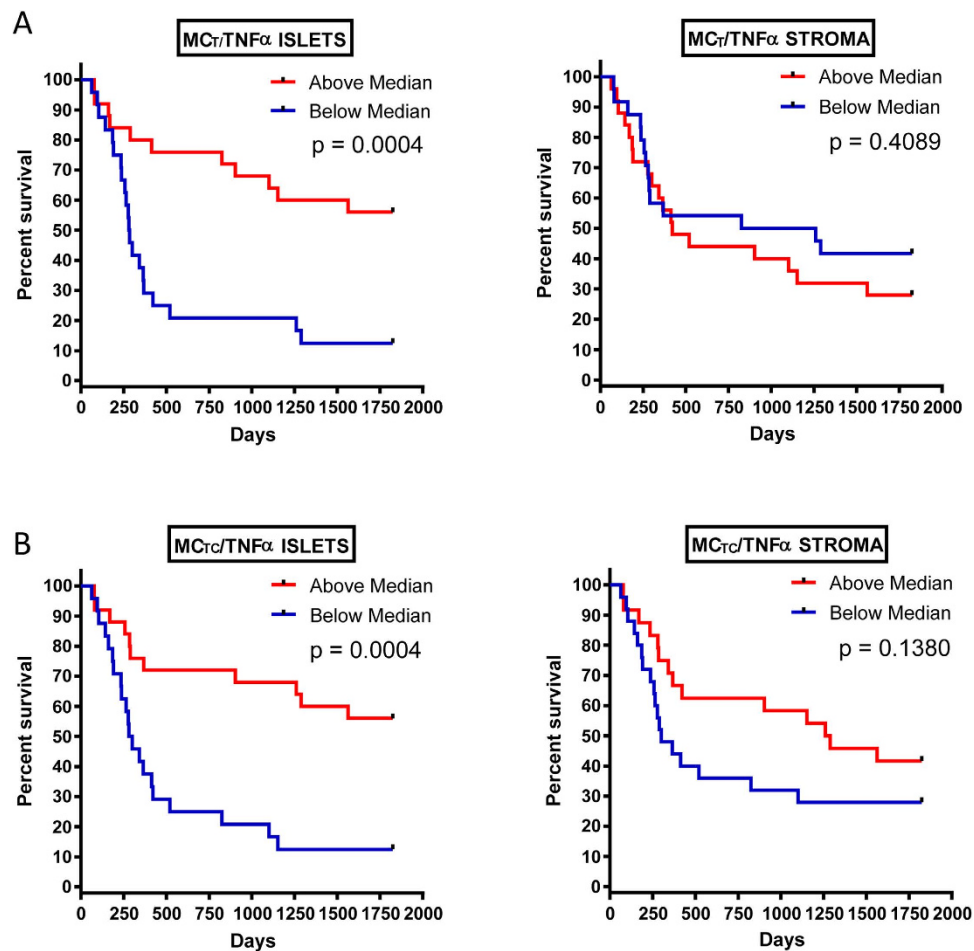 A
MCT/TNFα ISLETS
Percent survival
100
90
80
70
60
50
40
30
20
10
0
Above Median
Below Median
p = 0.0004
0 250 500 750 1000 1250 1500 1750 2000
Days
MCT/TNFα STROMA
Percent survival
100
90
80
70
60
50
40
30
20
10
0
Above Median
Below Median
p = 0.4089
0 250 500 750 1000 1250 1500 1750 2000
Days
B
MCTC/TNFα ISLETS
Percent survival
100
90
80
70
60
50
40
30
20
10
0
Above Median
Below Median
p = 0.0004
0 250 500 750 1000 1250 1500 1750 2000
Days
MCTC/TNFα STROMA
Percent survival
100
90
80
70
60
50
40
30
20
10
0
Above Median
Below Median
p = 0.1380
0 250 500 750 1000 1250 1500 1750 2000
Days